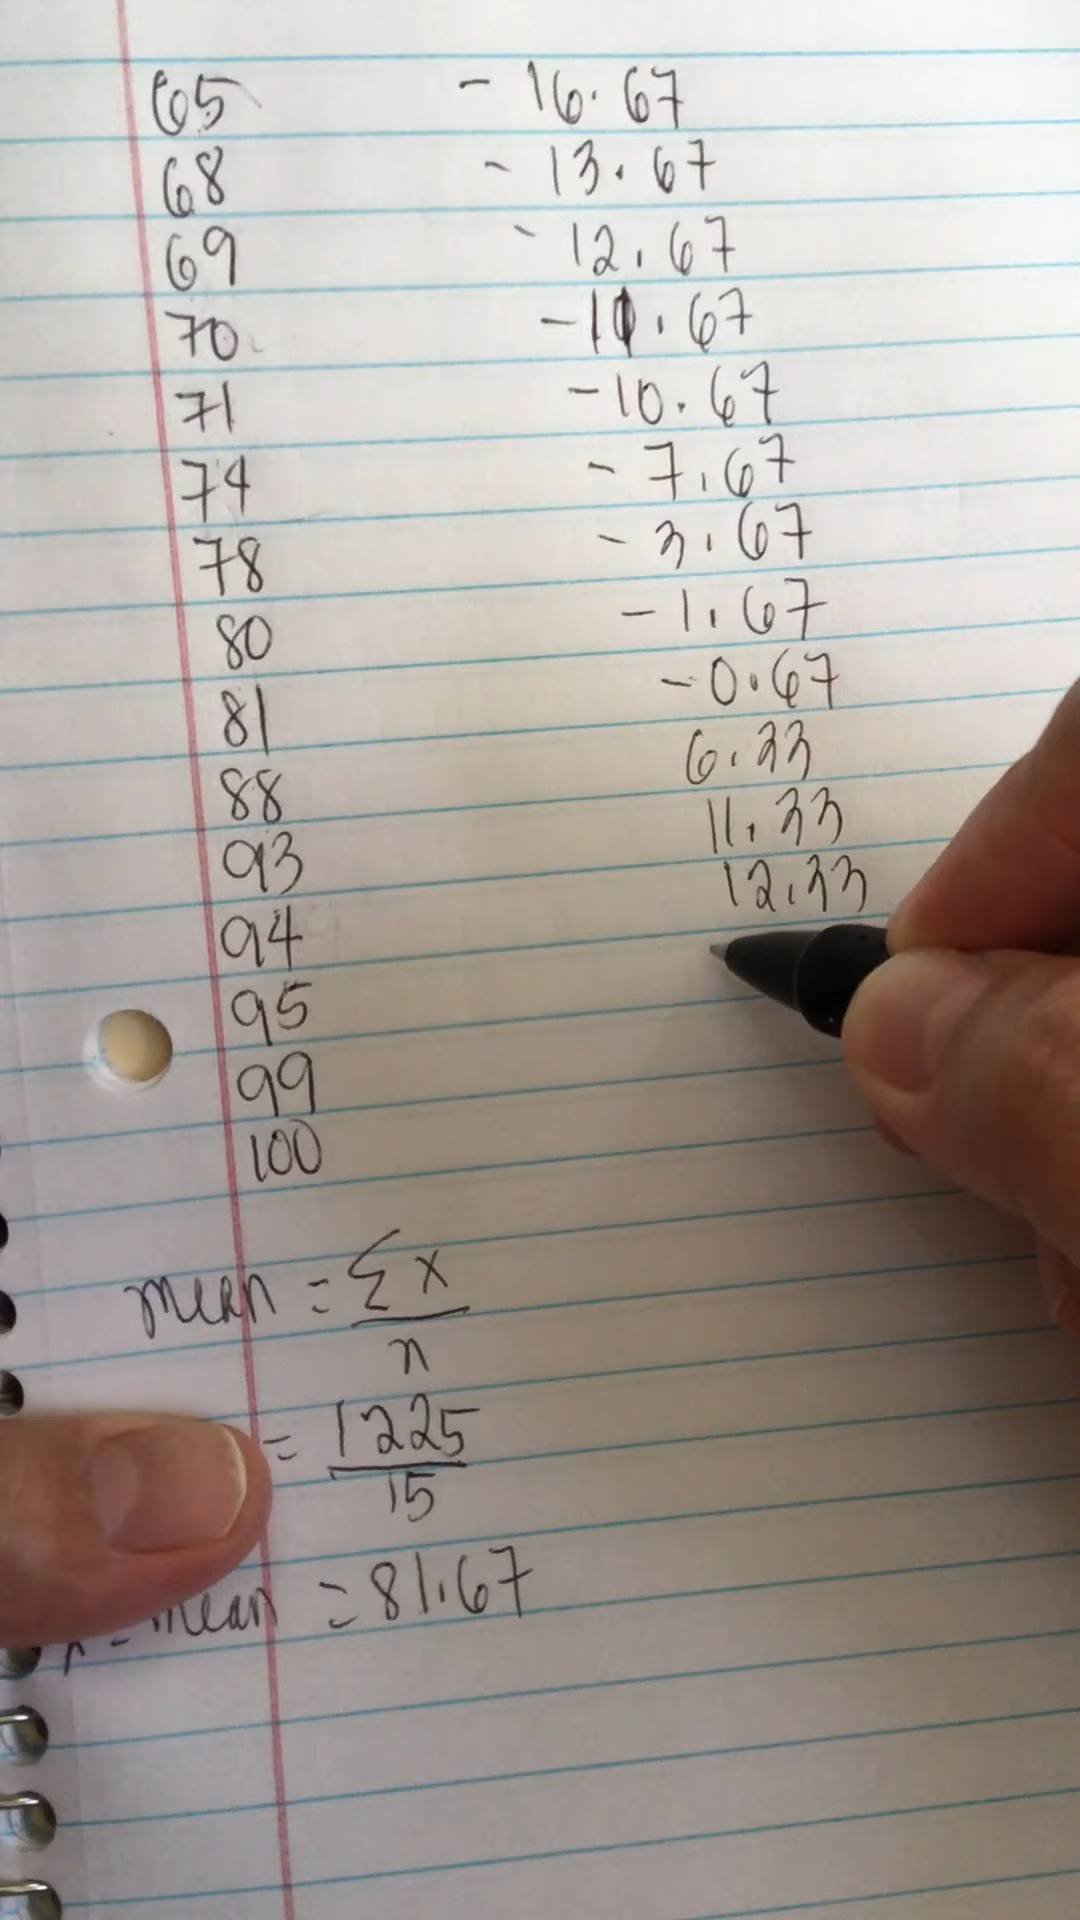 65 - 16.67
68 - 13.67
69 - 12.67
70 - 11.67
71 - 10.67
74 - 7.67
78 - 3.67
80 - 1.67
81 - 0.67
88 6.33
93 11.33
94 12.33
95
99
100
mean = Σx
n
= 1225
15
mean = 81.67